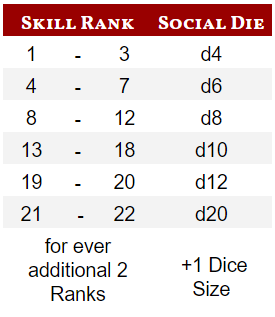 SKILL RANK SOCIAL DIE
1 - 3 d4
4 - 7 d6
8 - 12 d8
13 - 18 d10
19 - 20 d12
21 - 22 d20
for ever
additional 2
Ranks
+1 Dice
Size